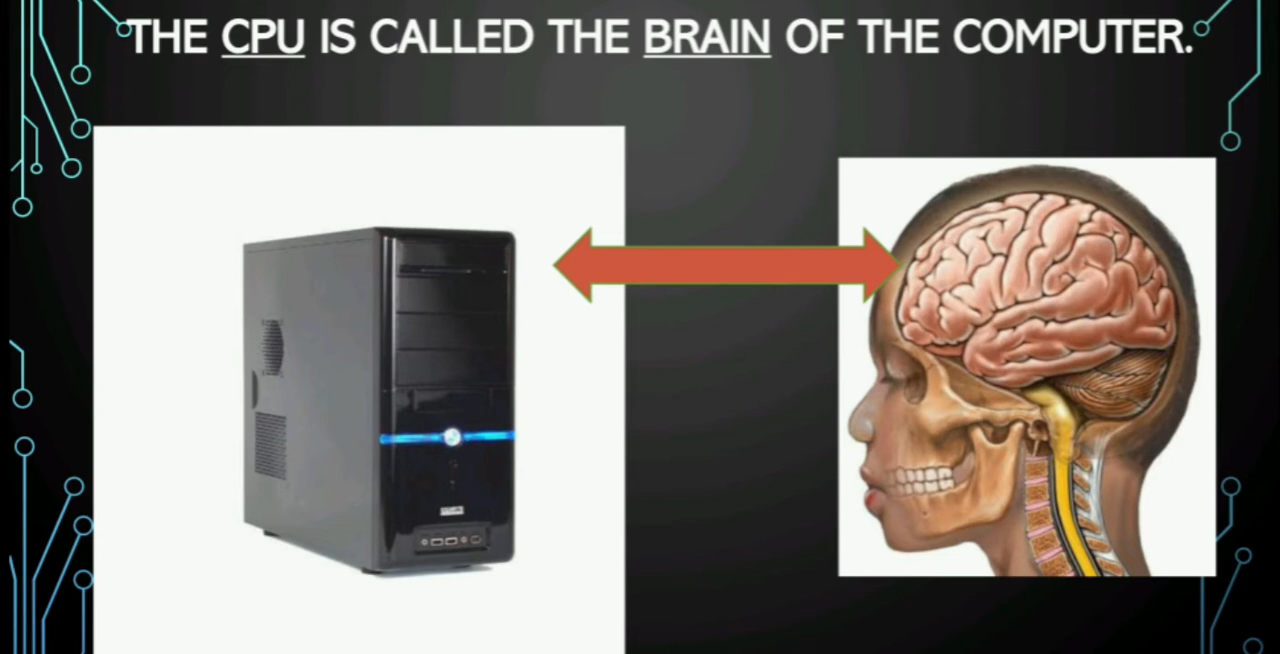 THE CPU IS CALLED THE BRAIN OF THE COMPUTER.